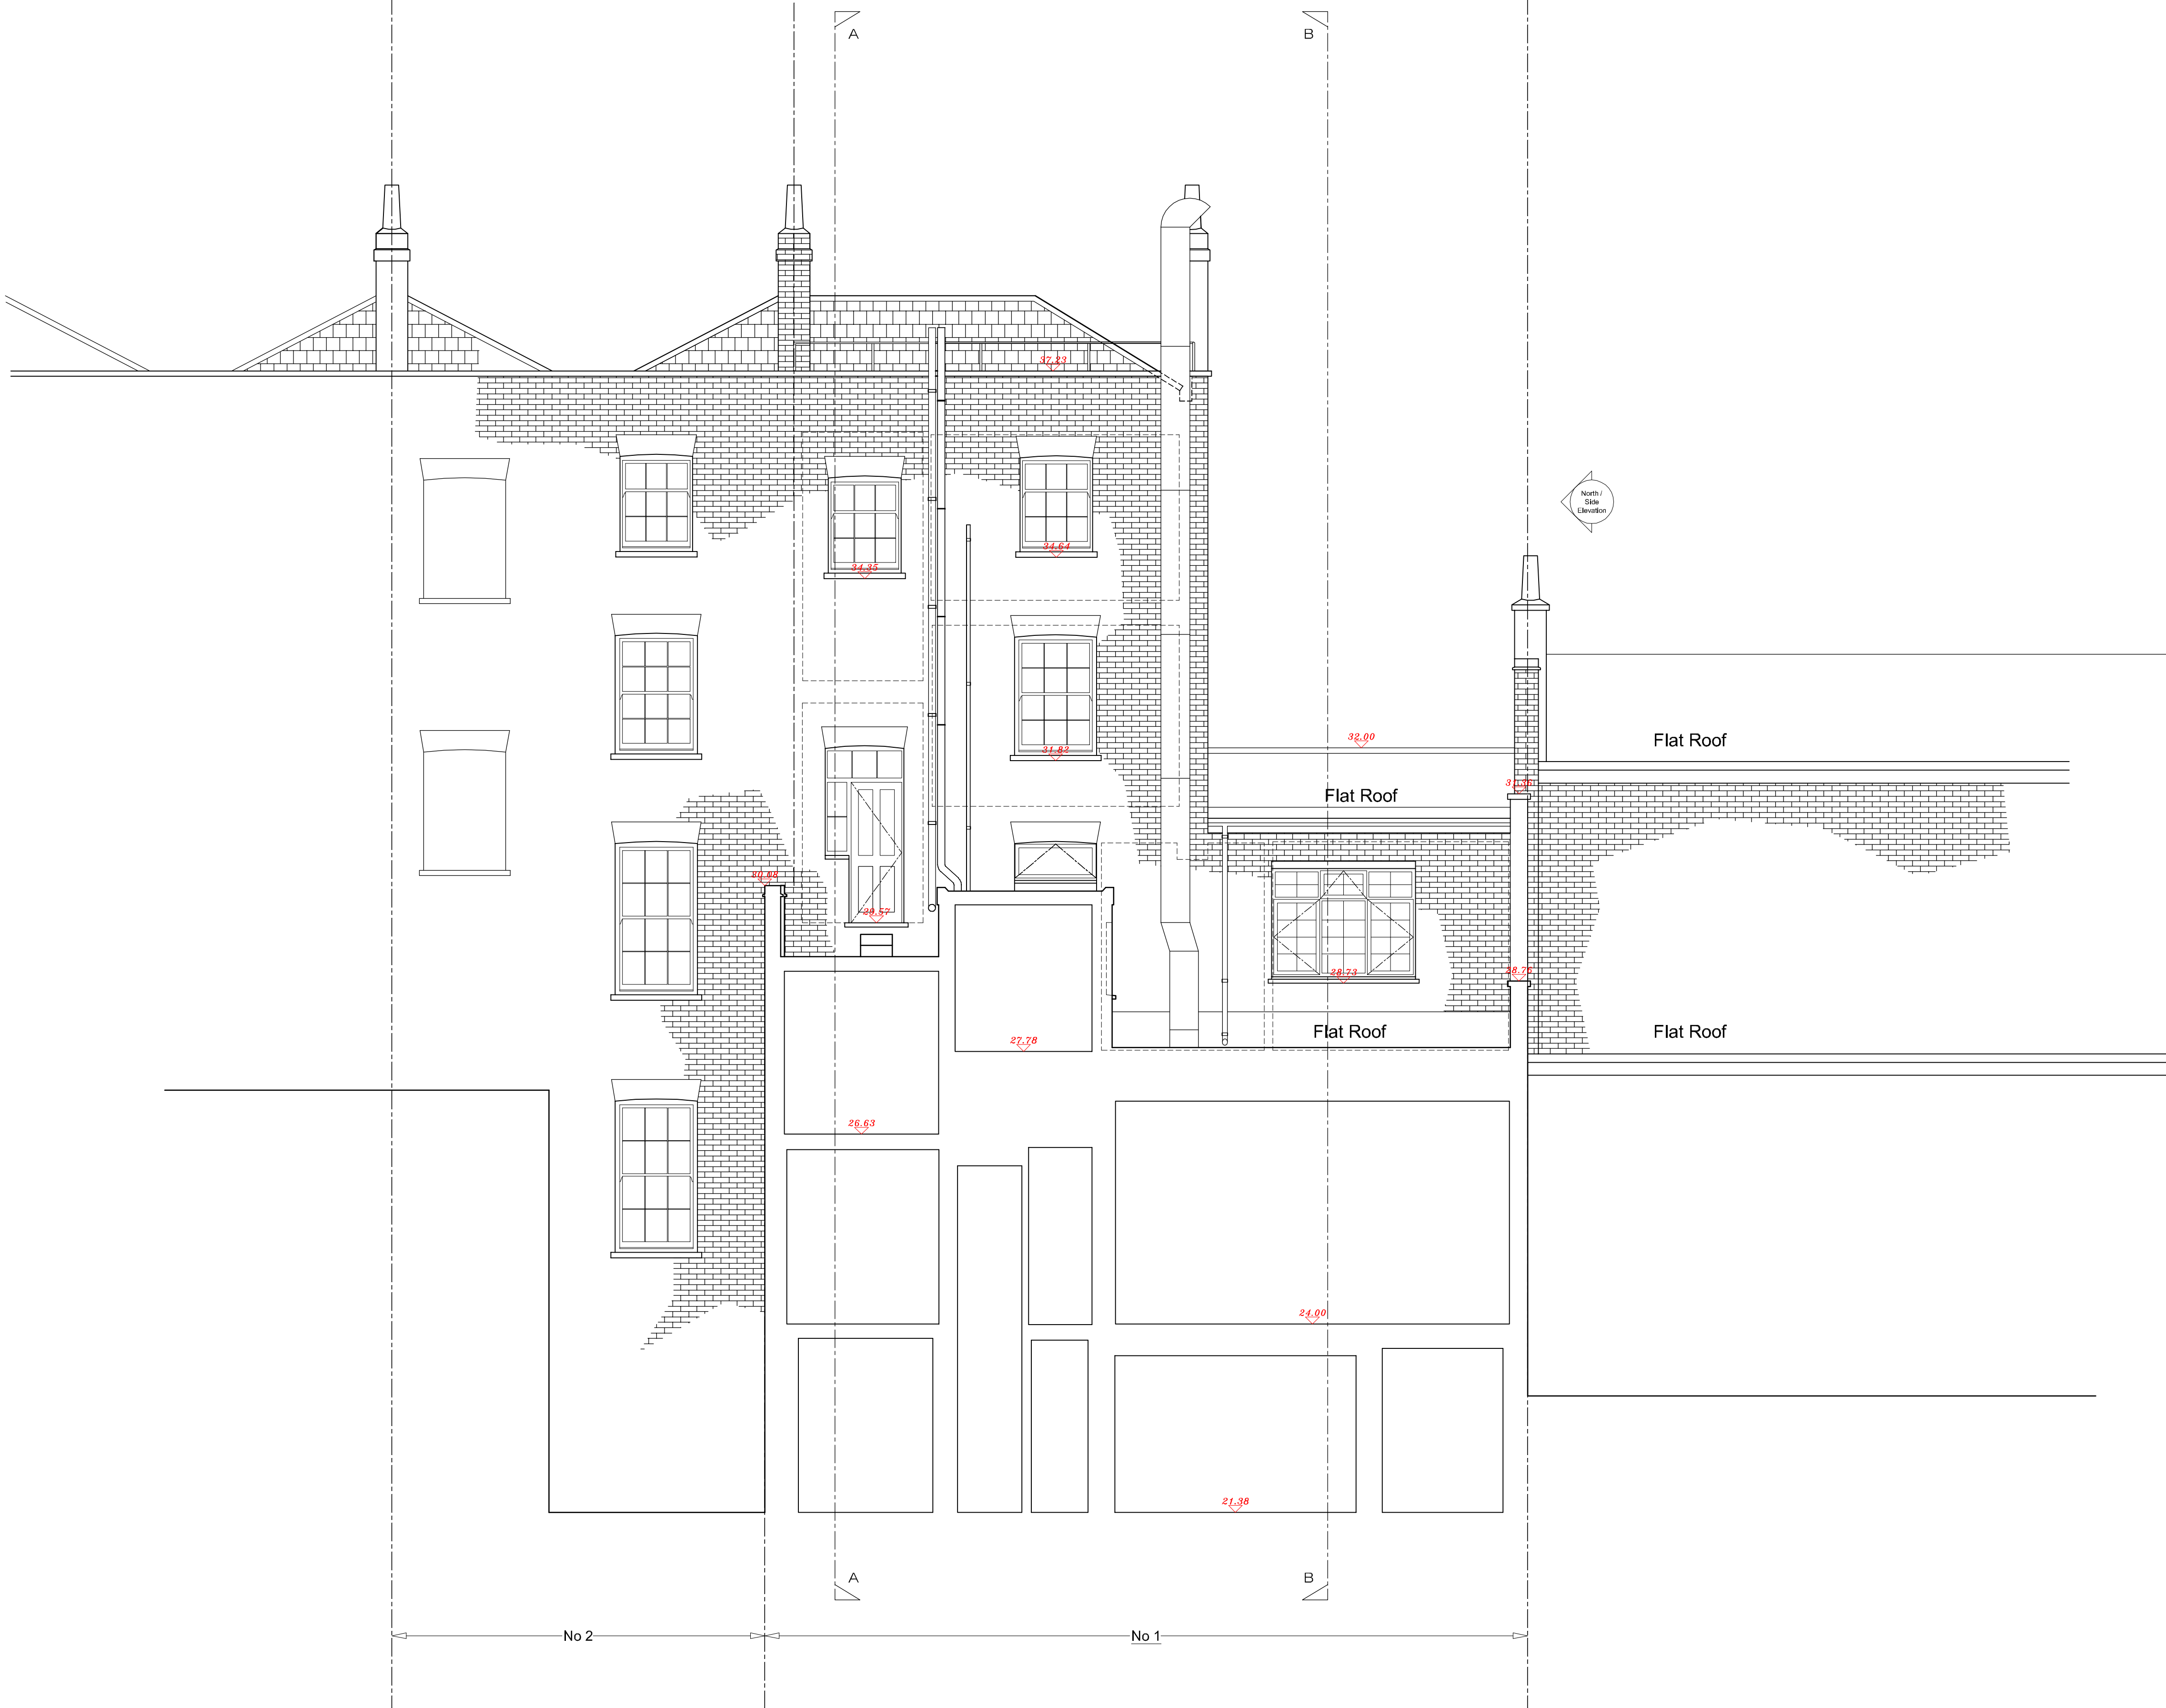 A
B
37.23
North /
Side
Elevation
34.64
34.35
32.00
Flat Roof
31.82
31.36
Flat Roof
29.57
28.73
28.76
Flat Roof
Flat Roof
27.78
26.63
24.00
21.38
A
B
No 2
No 1